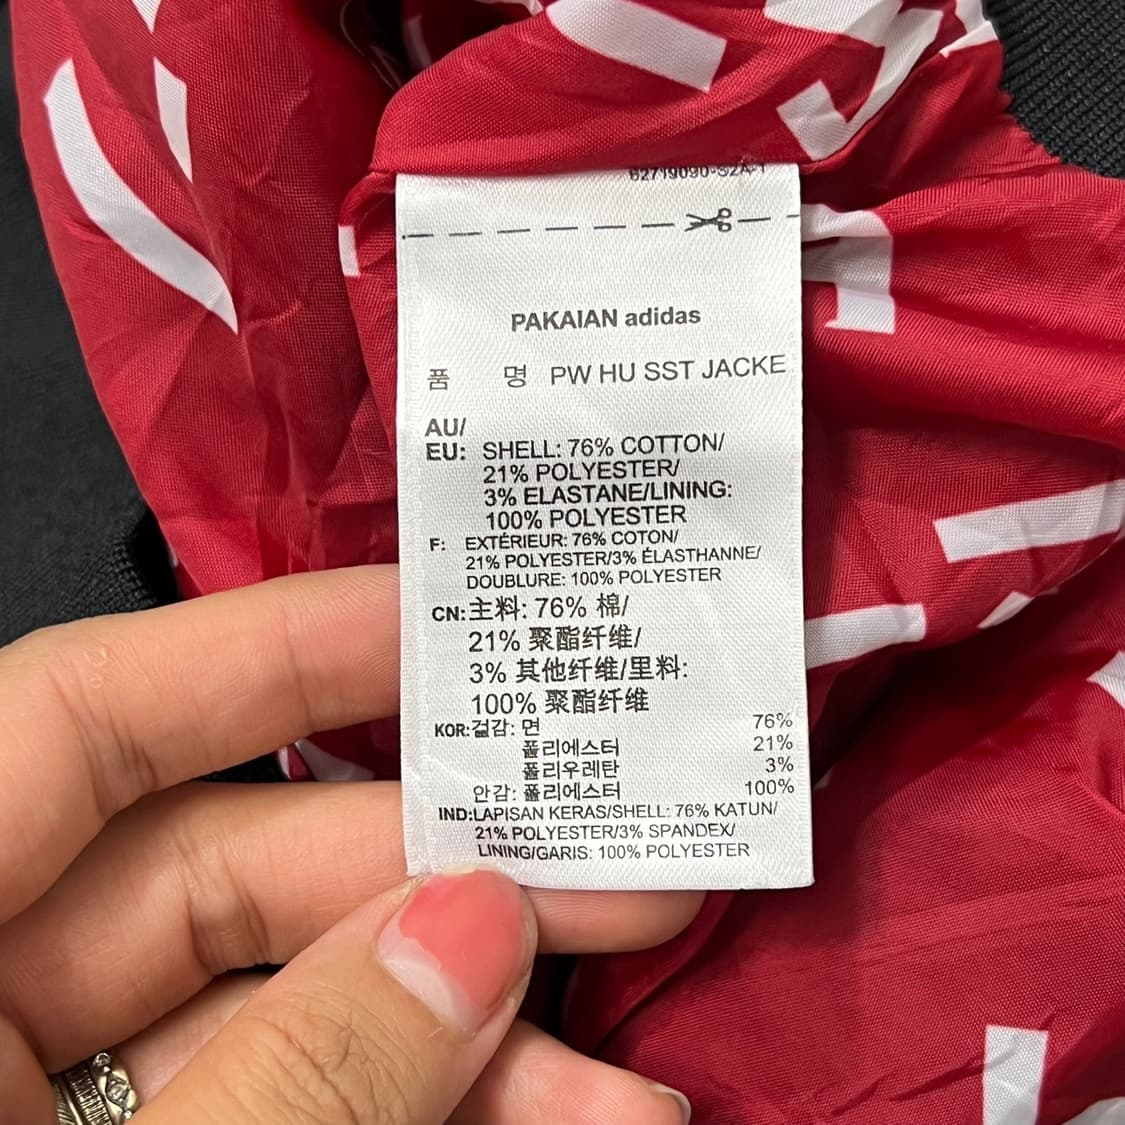 62719090-S2A-1
PAKAIAN adidas
품 명 PW HU SST JACKE
AU/
EU: SHELL: 76% COTTON/
21% POLYESTER/
3% ELASTANE/LINING:
100% POLYESTER
F: EXTÉRIEUR: 76% COTON/
21% POLYESTER/3% ÉLASTHANNE/
DOUBLURE: 100% POLYESTER
CN: 主料: 76% 棉/
21% 聚酯纤维/
3% 其他纤维/里料:
100% 聚酯纤维
KOR: 겉감: 면 76%
폴리에스터 21%
폴리우레탄 3%
안감: 폴리에스터 100%
IND: LAPISAN KERAS/SHELL: 76% KATUN/
21% POLYESTER/3% SPANDEX/
LINING/GARIS: 100% POLYESTER